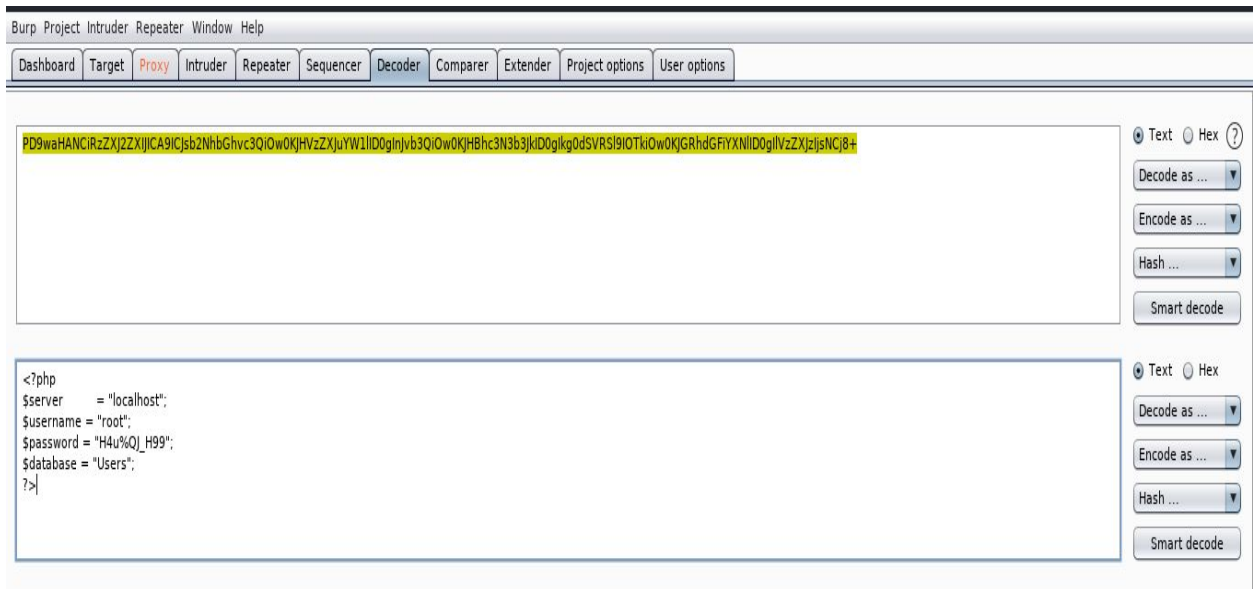 Burp Project Intruder Repeater Window Help
Dashboard Target Proxy Intruder Repeater Sequencer Decoder Comparer Extender Project options User options
PD9waHANCiRzZXJ2ZXIJICA9ICJsb2NhbGhvc3QiOw0KJHVzZXJuYW1lID0gInJvb3QiOw0KJHBhc3N3b3JkID0gIkg0dSVRSl9IOTkiOw0KJGRhdGFiYXNlID0gIlVzZXJzIjsNCj8+
Text Hex ?
Decode as ...
Encode as ...
Hash ...
Smart decode
<?php
$server = "localhost";
$username = "root";
$password = "H4u%QJ_H99";
$database = "Users";
?>
Text Hex
Decode as ...
Encode as ...
Hash ...
Smart decode